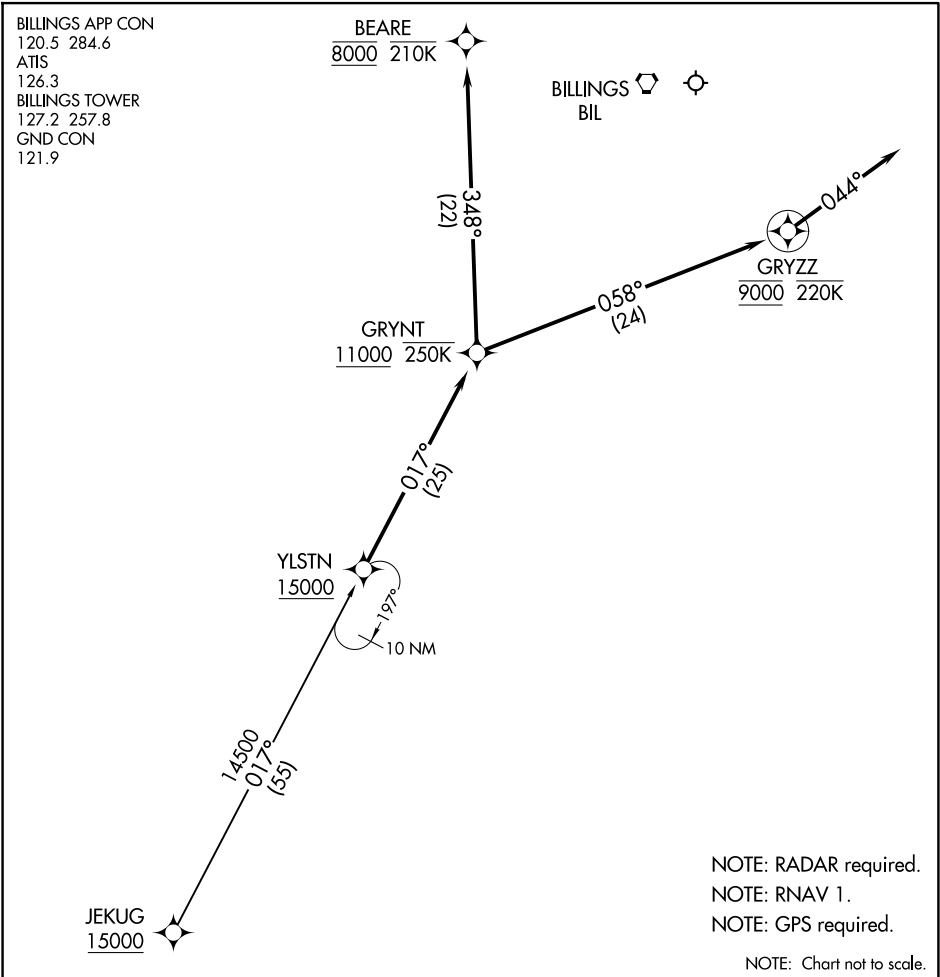 BILLINGS APP CON
120.5 284.6
ATIS
126.3
BILLINGS TOWER
127.2 257.8
GND CON
121.9
BEARE
8000 210K
BILLINGS
BIL
348°
(22)
044°
GRYZZ
9000 220K
058°
(24)
GRYNT
11000 250K
017°
(25)
YLSTN
15000
197°
10 NM
14500
017°
(55)
JEKUG
15000
NOTE: RADAR required.
NOTE: RNAV 1.
NOTE: GPS required.
NOTE: Chart not to scale.